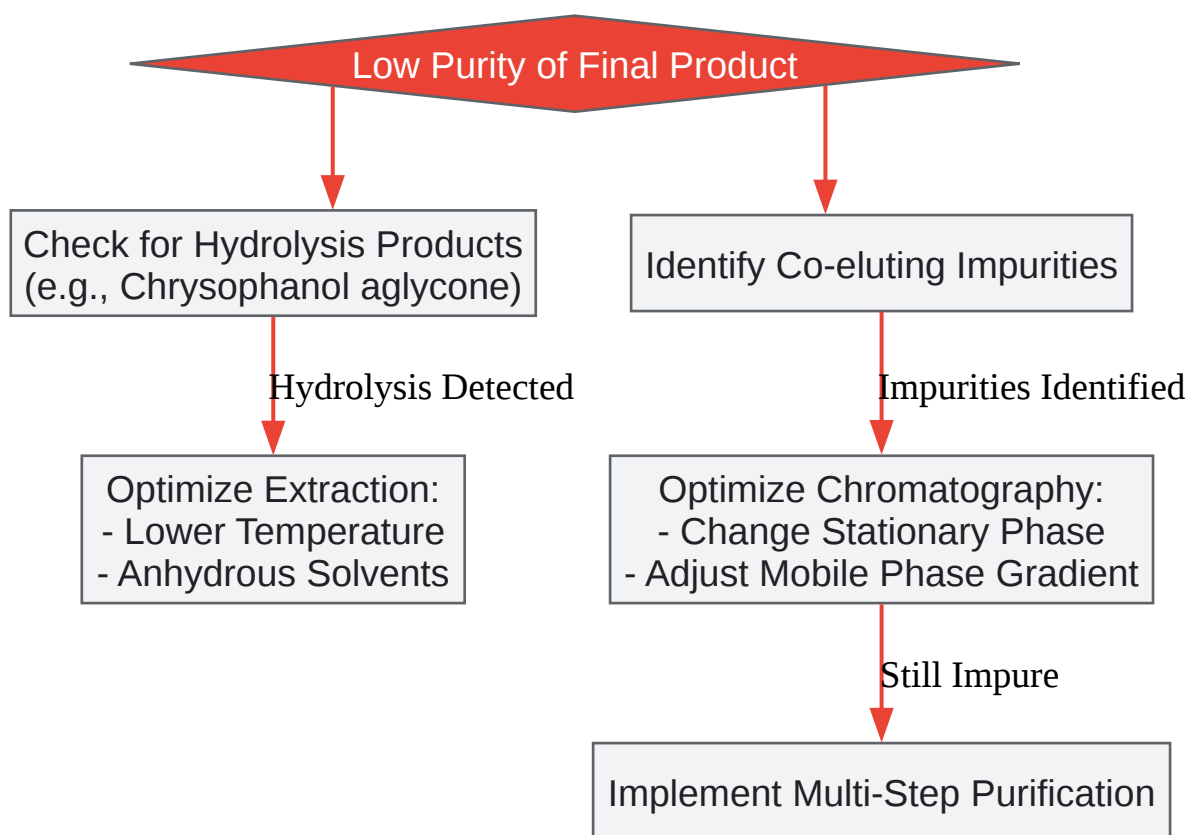 Low Purity of Final Product
Check for Hydrolysis Products
(e.g., Chrysophanol aglycone)
Identify Co-eluting Impurities
Hydrolysis Detected
Impurities Identified
Optimize Extraction:
- Lower Temperature
- Anhydrous Solvents
Optimize Chromatography:
- Change Stationary Phase
- Adjust Mobile Phase Gradient
Still Impure
Implement Multi-Step Purification